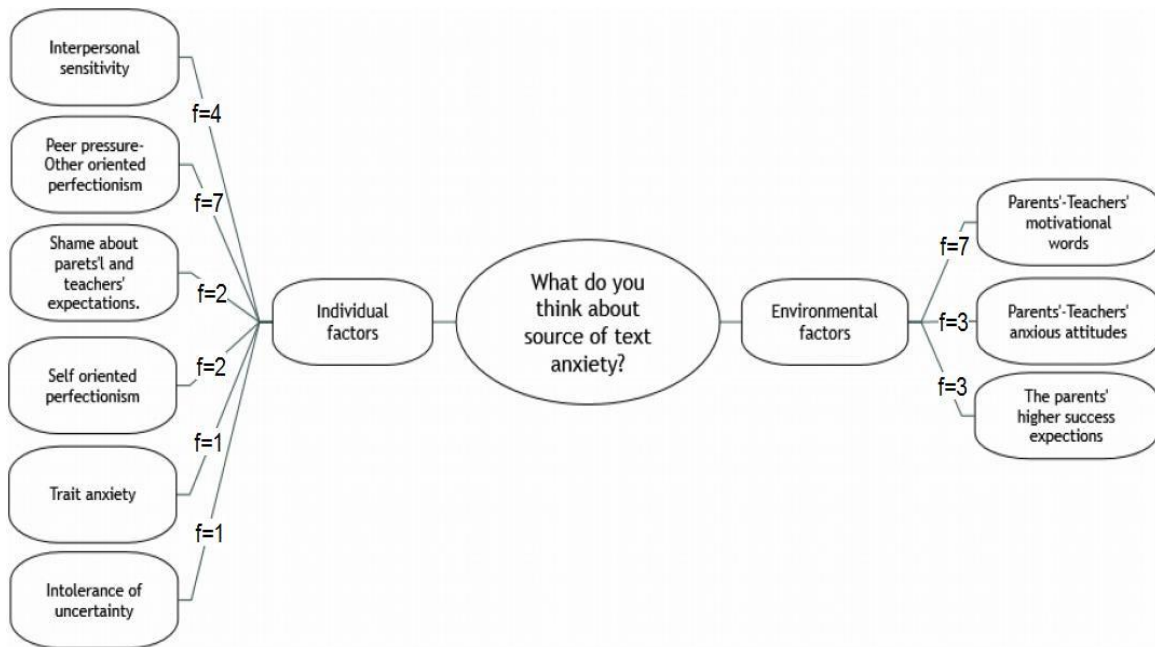 Interpersonal
sensitivity
f=4
Peer pressure-
Other oriented
perfectionism
f=7
Shame about
parets'l and
teachers'
expectations.
f=2
Self oriented
perfectionism
f=2
Trait anxiety
f=1
Intolerance of
uncertainty
f=1
Individual
factors
What do you
think about
source of text
anxiety?
Environmental
factors
f=7
Parents'-Teachers'
motivational
words
f=3
Parents'-Teachers'
anxious attitudes
f=3
The parents'
higher success
expections